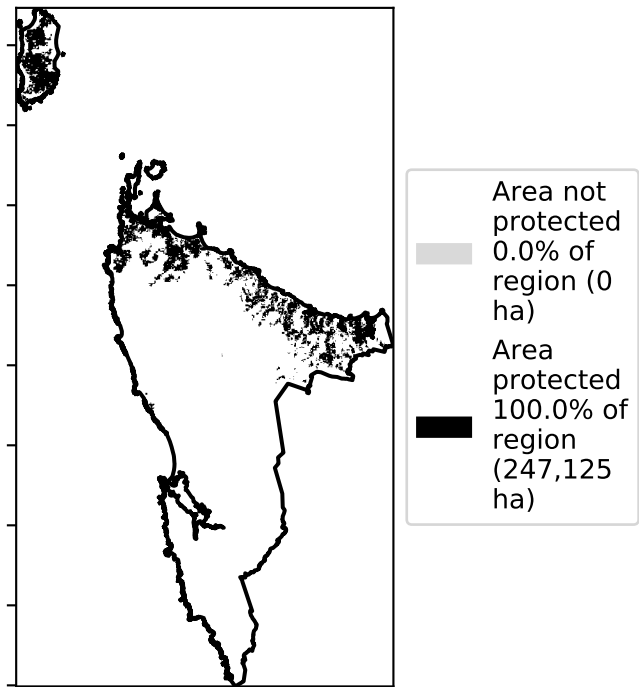 Area not
protected
0.0% of
region (0
ha)
Area
protected
100.0% of
region
(247,125
ha)